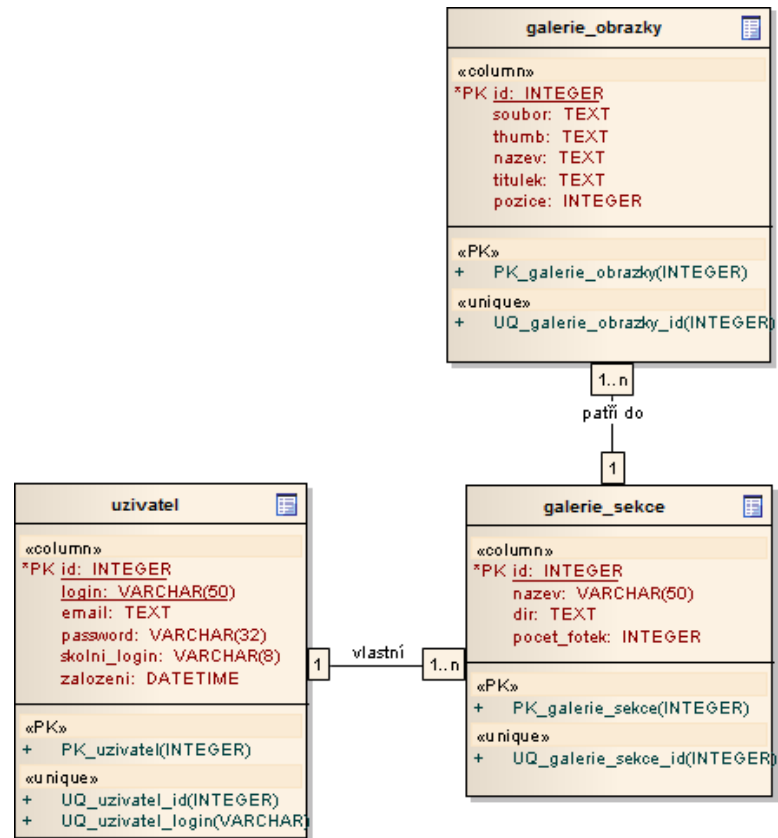 galerie_obrazky
«column»
*PK id: INTEGER
soubor: TEXT
thumb: TEXT
nazev: TEXT
titulek: TEXT
pozice: INTEGER
«PK»
+ PK_galerie_obrazky(INTEGER)
«unique»
+ UQ_galerie_obrazky_id(INTEGER)
1..n
patří do
1
uzivatel
«column»
*PK id: INTEGER
login: VARCHAR(50)
email: TEXT
password: VARCHAR(32)
skolni_login: VARCHAR(8)
zalozeni: DATETIME
«PK»
+ PK_uzivatel(INTEGER)
«unique»
+ UQ_uzivatel_id(INTEGER)
+ UQ_uzivatel_login(VARCHAR)
1
vlastní
1..n
galerie_sekce
«column»
*PK id: INTEGER
nazev: VARCHAR(50)
dir: TEXT
pocet_fotek: INTEGER
«PK»
+ PK_galerie_sekce(INTEGER)
«unique»
+ UQ_galerie_sekce_id(INTEGER)